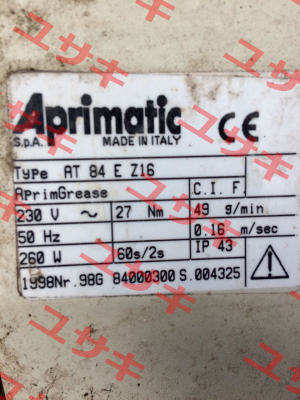 Aprimatic
S.p.A. MADE IN ITALY CE
Type AT 84 E Z16
AprimGrease C.I.F.
230 V ~ 27 Nm 49 g/min
50 Hz 0.16 m/sec
260 W 60s/2s IP 43
1998Nr.98G 84000300 S.004325
ユサキ
ユサキ
ユサキ
ユサキ
ユサキ
ユサキ